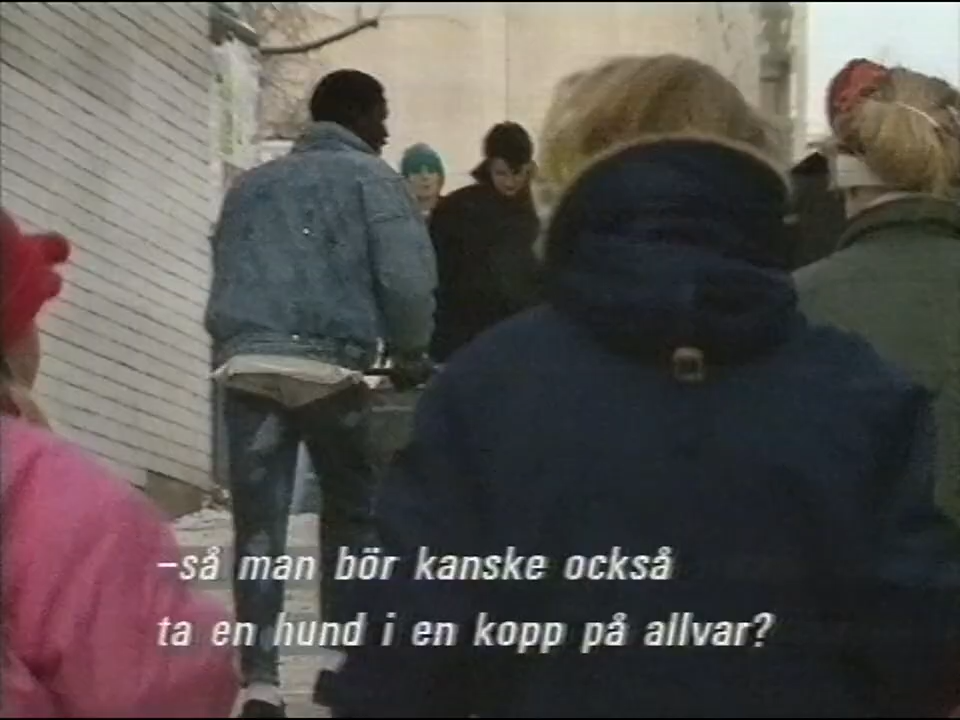 –så man bör kanske också
ta en hund i en kopp på allvar?